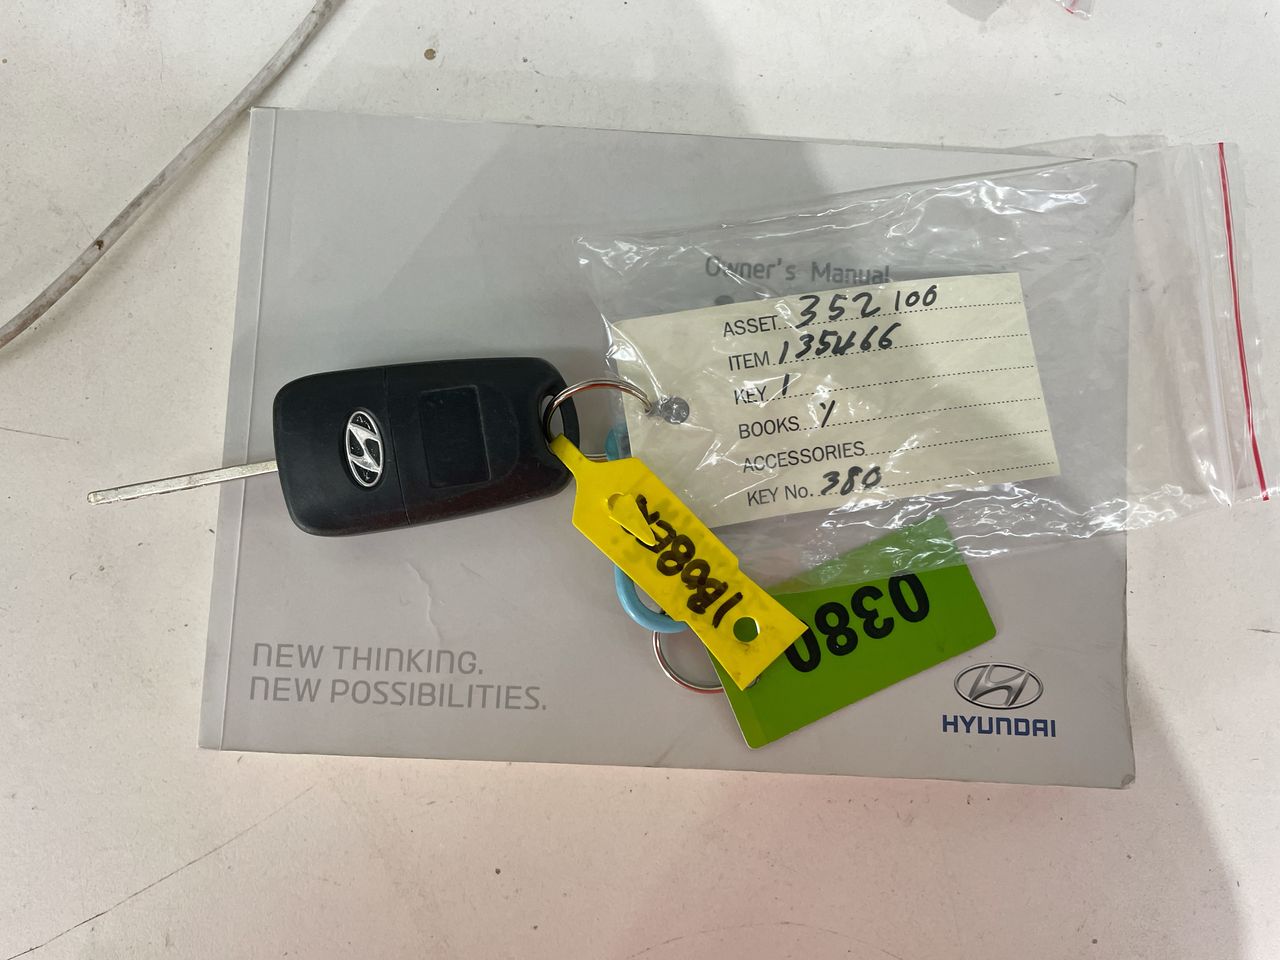 Owner's Manual
ASSET 352 100
ITEM 135466
KEY 1
BOOKS Y
ACCESSORIES
KEY No. 380
0380
NEW THINKING.
NEW POSSIBILITIES.
HYUNDAI